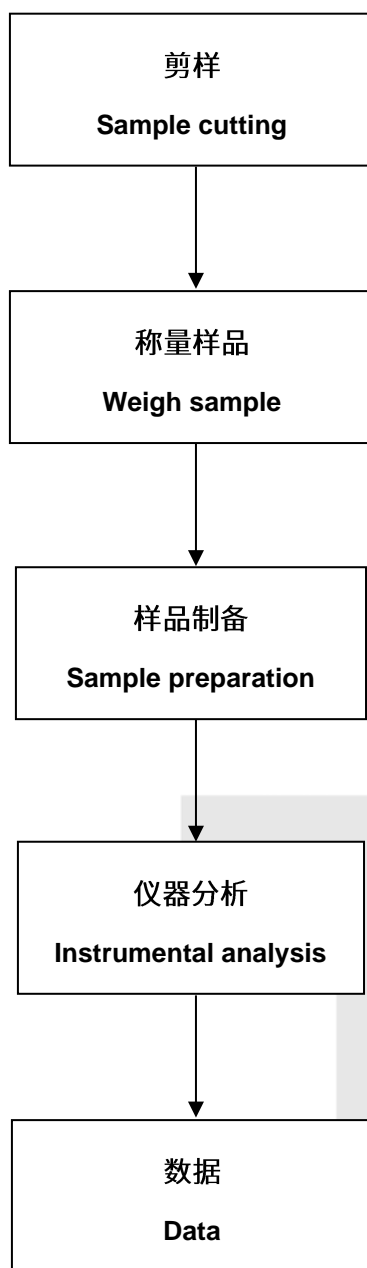 剪样
Sample cutting
称量样品
Weigh sample
样品制备
Sample preparation
仪器分析
Instrumental analysis
数据
Data